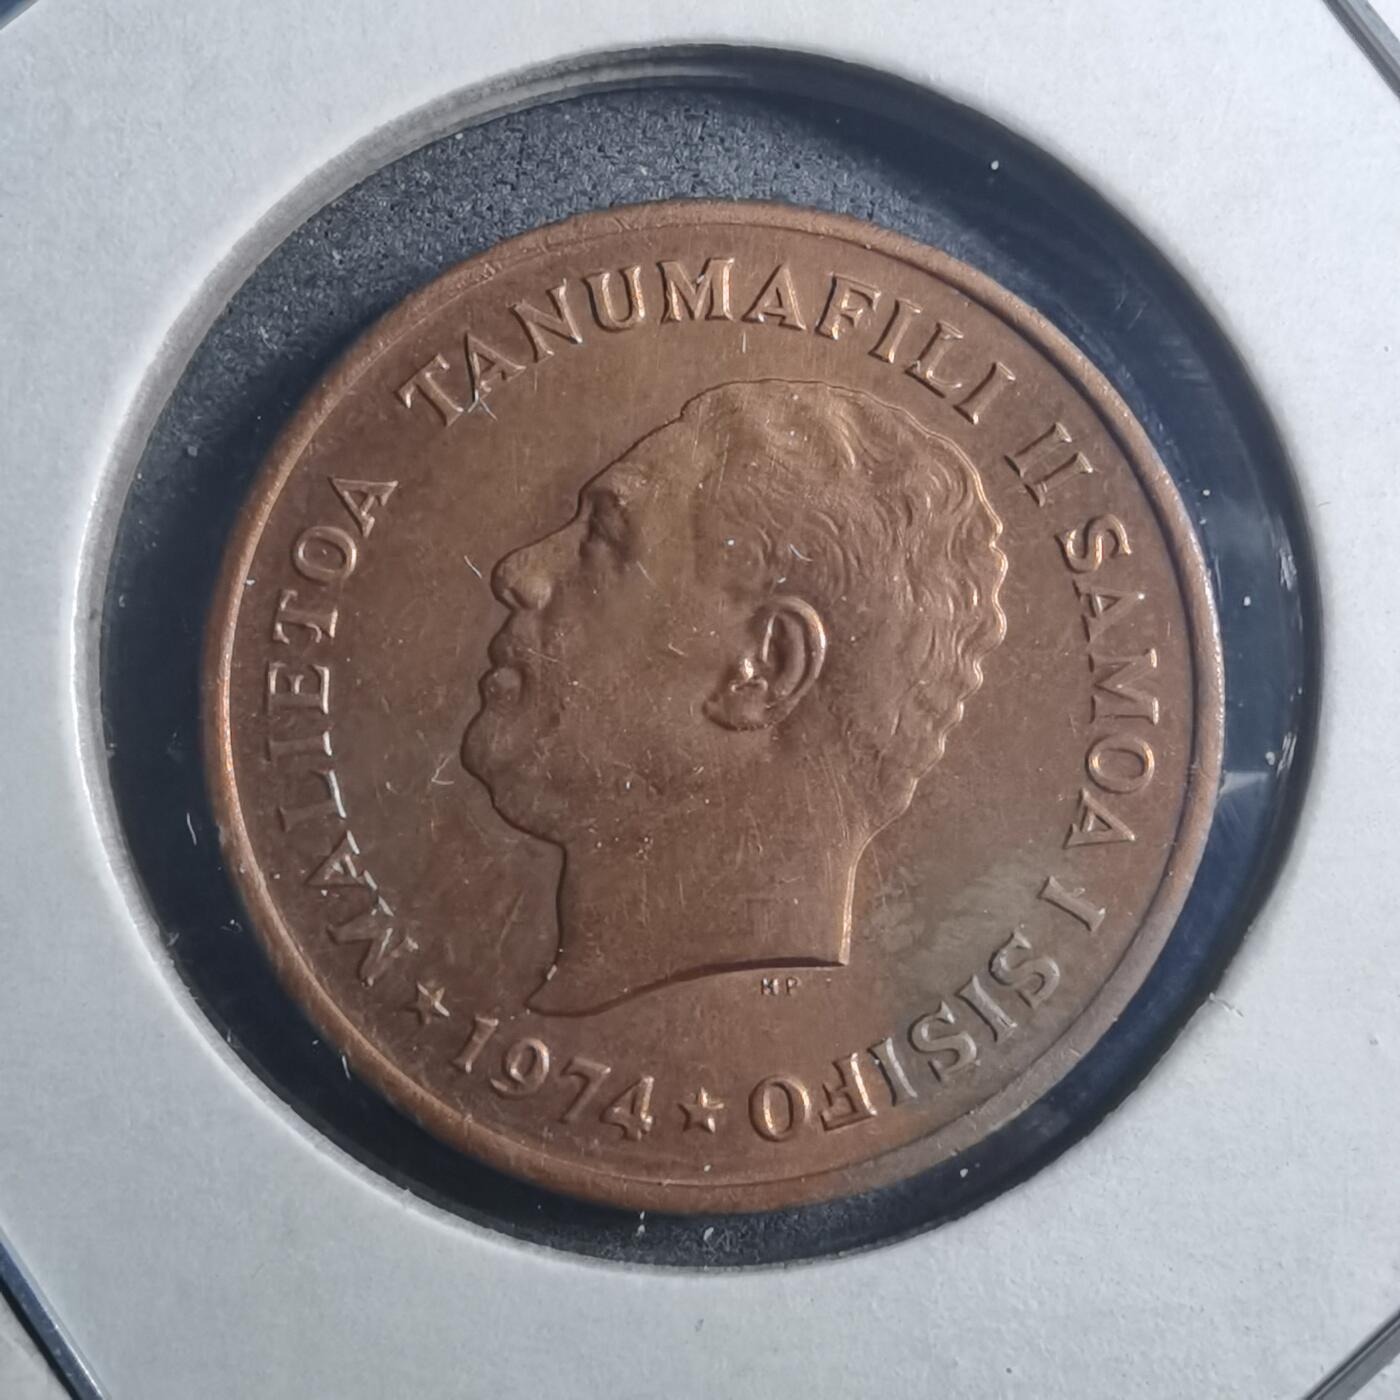 MALIETOA TANUMAFILI II SAMOA I SISIFO
★ 1974 ★
HP